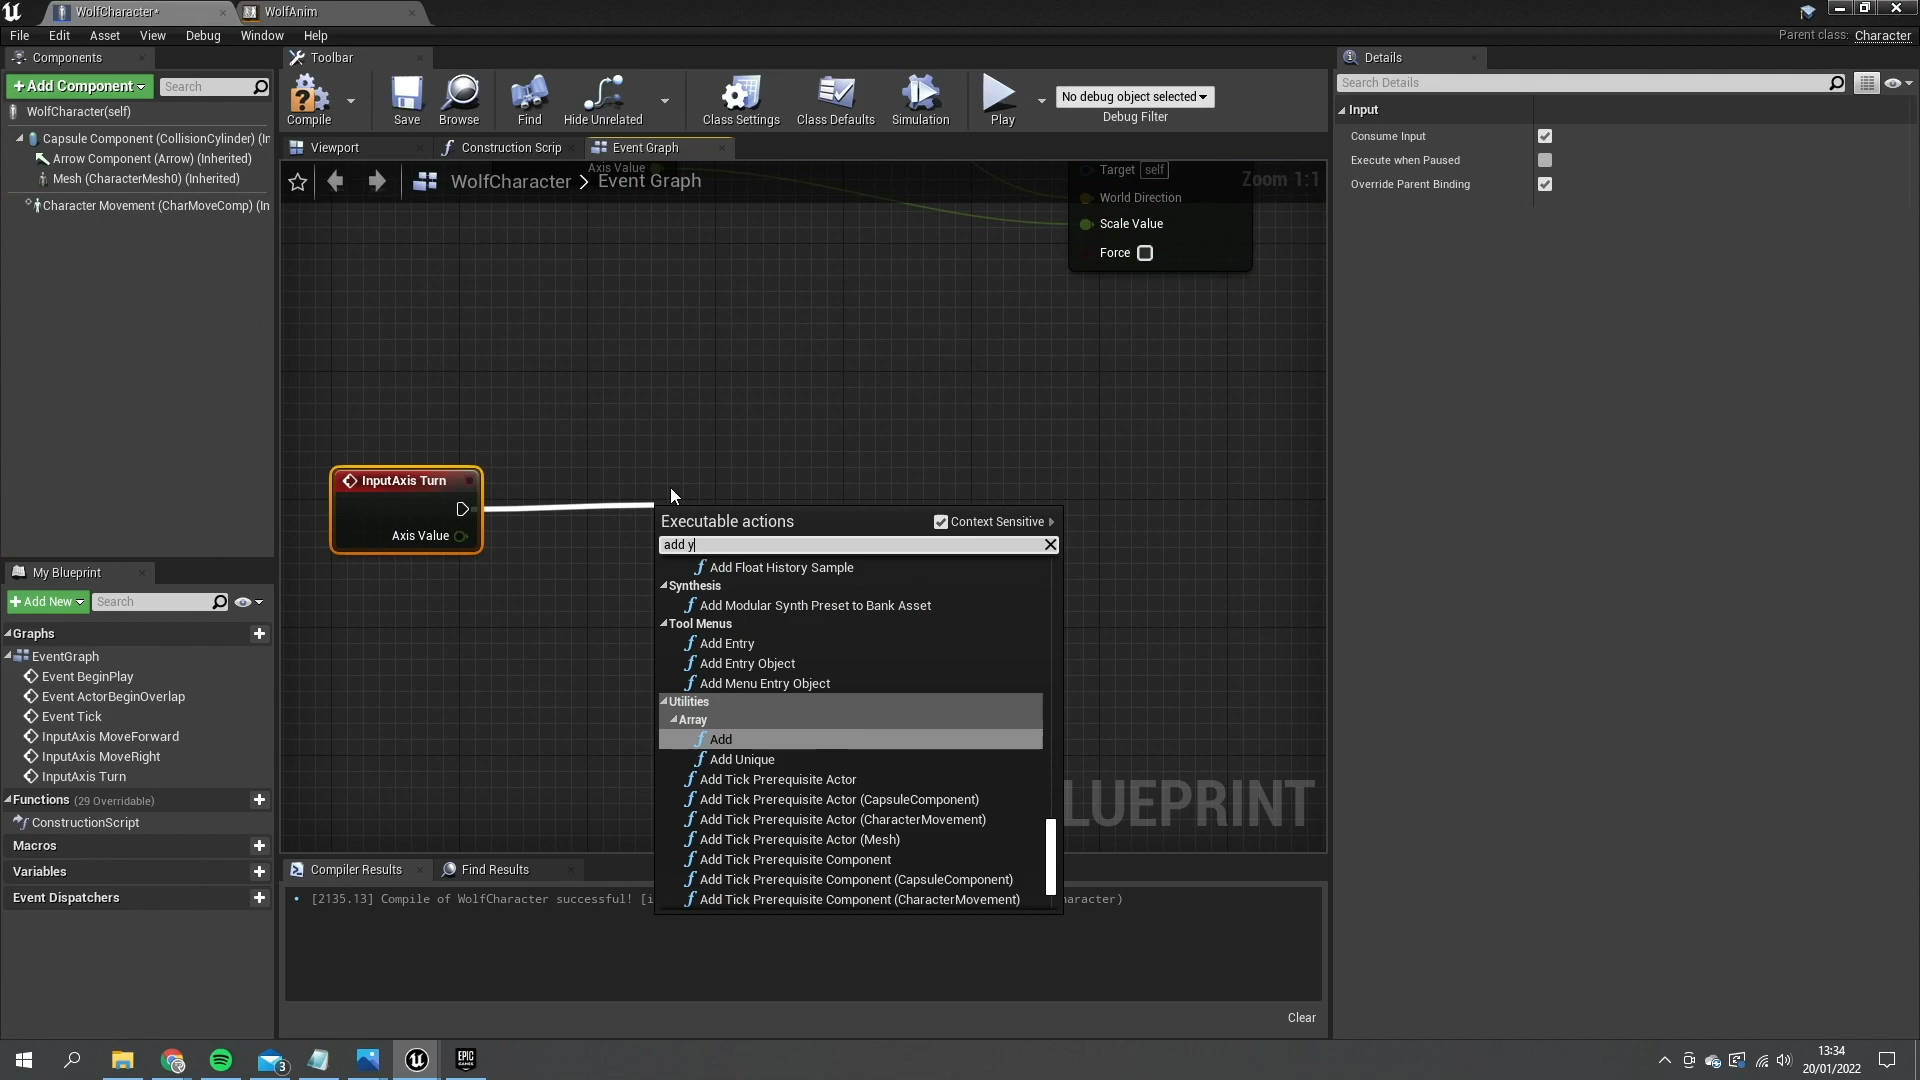 WolfCharacter*
WolfAnim
File Edit Asset View Debug Window Help
Parent class: Character
Components
Toolbar
Details
+Add Component
Search
Search Details
WolfCharacter(self)
Input
Capsule Component (CollisionCylinder) (In
Consume Input
Arrow Component (Arrow) (Inherited)
Execute when Paused
Mesh (CharacterMesh0) (Inherited)
Override Parent Binding
Character Movement (CharMoveComp) (In
Compile
Save
Browse
Find
Hide Unrelated
Class Settings
Class Defaults
Simulation
Play
No debug object selected
Debug Filter
Viewport
Construction Scrip
Event Graph
Axis Value
WolfCharacter > Event Graph
Zoom 1:1
Target self
World Direction
Scale Value
Force
InputAxis Turn
Axis Value
Executable actions
Context Sensitive
add y
Add Float History Sample
Synthesis
Add Modular Synth Preset to Bank Asset
Tool Menus
Add Entry
Add Entry Object
Add Menu Entry Object
Utilities
Array
Add
Add Unique
Add Tick Prerequisite Actor
Add Tick Prerequisite Actor (CapsuleComponent)
Add Tick Prerequisite Actor (CharacterMovement)
Add Tick Prerequisite Actor (Mesh)
Add Tick Prerequisite Component
Add Tick Prerequisite Component (CapsuleComponent)
Add Tick Prerequisite Component (CharacterMovement)
LUEPRINT
My Blueprint
+Add New
Search
Graphs
EventGraph
Event BeginPlay
Event ActorBeginOverlap
Event Tick
InputAxis MoveForward
InputAxis MoveRight
InputAxis Turn
Functions (29 Overridable)
ConstructionScript
Macros
Variables
Event Dispatchers
Compiler Results
Find Results
[2135.13] Compile of WolfCharacter successful! [i
aracter)
Clear
3
EPIC GAMES
13:34
20/01/2022